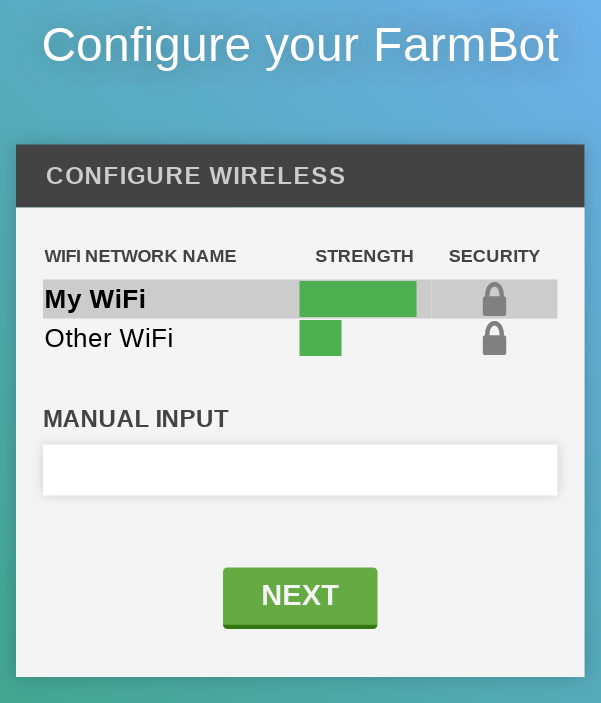 Configure your FarmBot
CONFIGURE WIRELESS
WIFI NETWORK NAME STRENGTH SECURITY
My WiFi
Other WiFi
MANUAL INPUT
NEXT